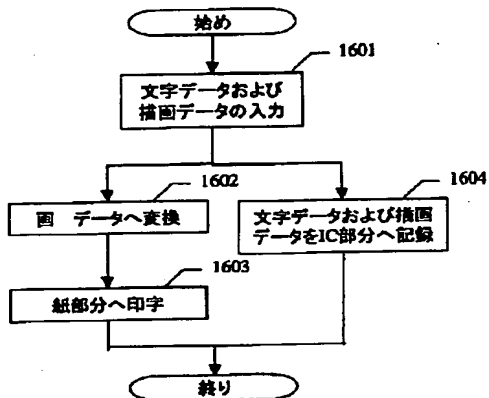 始め
1601
文字データおよび
描画データの入力
1602
画 データへ変換
1604
文字データおよび描画
データをIC部分へ記録
1603
紙部分へ印字
終り